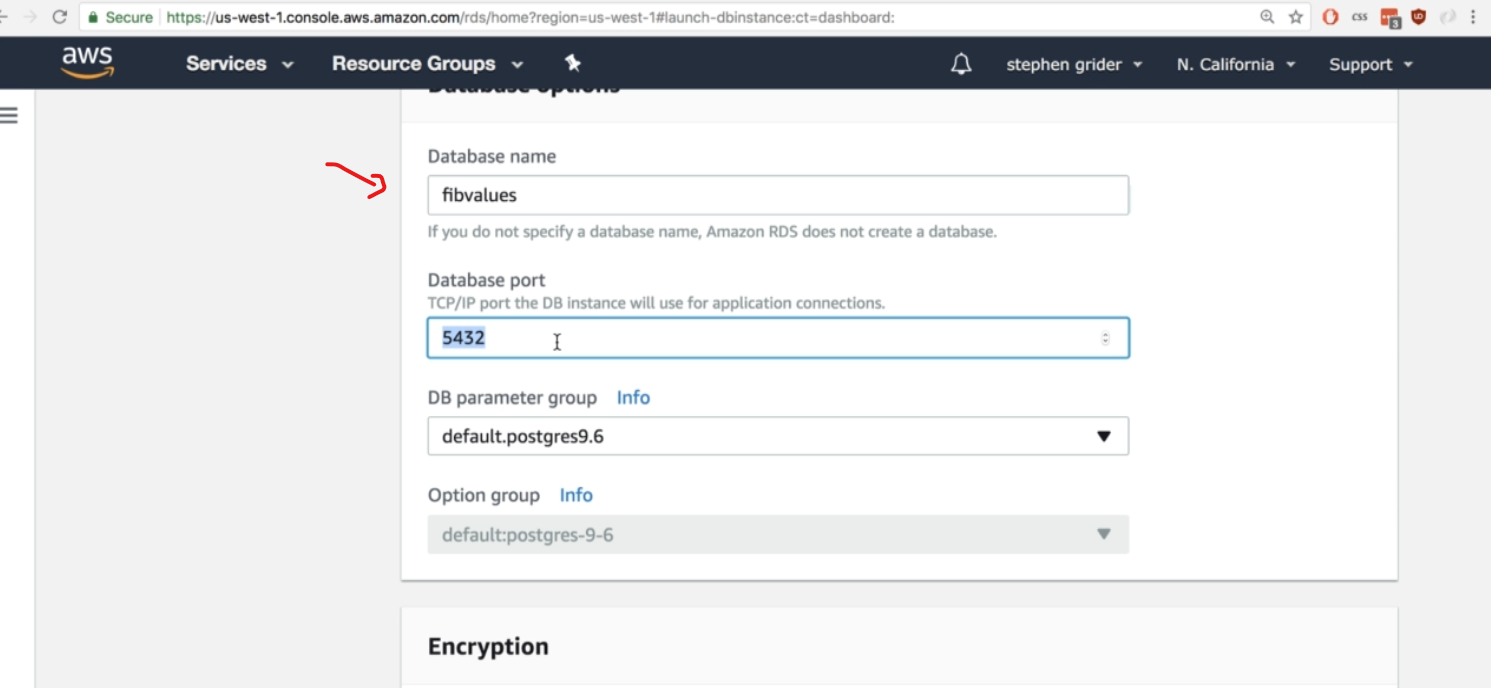 Secure https://us-west-1.console.aws.amazon.com/rds/home?region=us-west-1#launch-dbinstance:ct=dashboard: css 3
aws Services Resource Groups stephen grider N. California Support
Database options
Database name
fibvalues
If you do not specify a database name, Amazon RDS does not create a database.
Database port
TCP/IP port the DB instance will use for application connections.
5432
DB parameter group Info
default.postgres9.6
Option group Info
default:postgres-9-6
Encryption